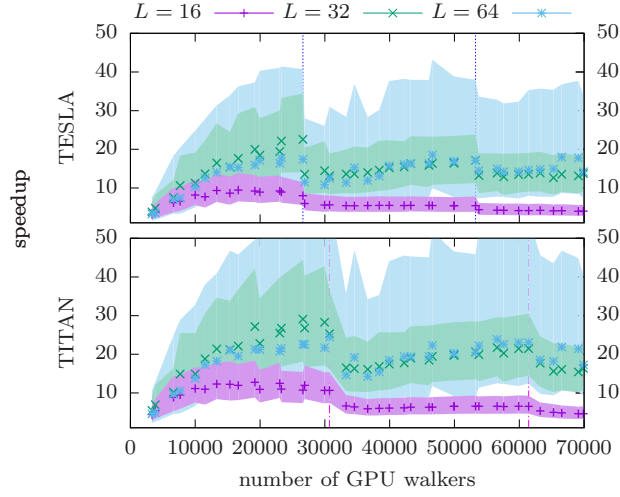 L = 16 L = 32 L = 64
50 50
40 40
30 30
20 20
10 10
TESLA
speedup
50 50
40 40
30 30
20 20
10 10
TITAN
0 10000 20000 30000 40000 50000 60000 70000
number of GPU walkers